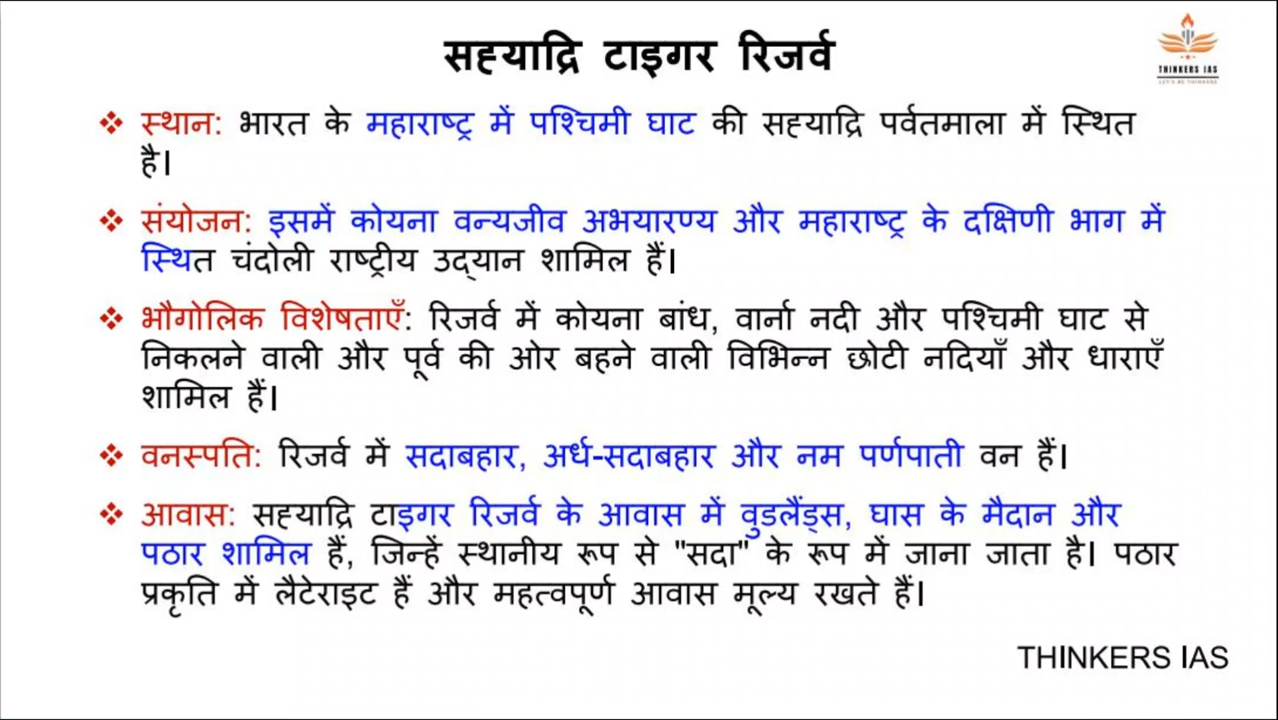 सह्याद्रि टाइगर रिजर्व
THINKERS IAS
LET'S BE THINKERS
❖ स्थान: भारत के महाराष्ट्र में पश्चिमी घाट की सह्याद्रि पर्वतमाला में स्थित
है।
❖ संयोजन: इसमें कोयना वन्यजीव अभयारण्य और महाराष्ट्र के दक्षिणी भाग में
स्थित चंदोली राष्ट्रीय उद्यान शामिल हैं।
❖ भौगोलिक विशेषताएँ: रिजर्व में कोयना बांध, वार्ना नदी और पश्चिमी घाट से
निकलने वाली और पूर्व की ओर बहने वाली विभिन्न छोटी नदियाँ और धाराएँ
शामिल हैं।
❖ वनस्पति: रिजर्व में सदाबहार, अर्ध-सदाबहार और नम पर्णपाती वन हैं।
❖ आवास: सह्याद्रि टाइगर रिजर्व के आवास में वुडलैंड्स, घास के मैदान और
पठार शामिल हैं, जिन्हें स्थानीय रूप से "सदा" के रूप में जाना जाता है। पठार
प्रकृति में लैटेराइट हैं और महत्वपूर्ण आवास मूल्य रखते हैं।
THINKERS IAS